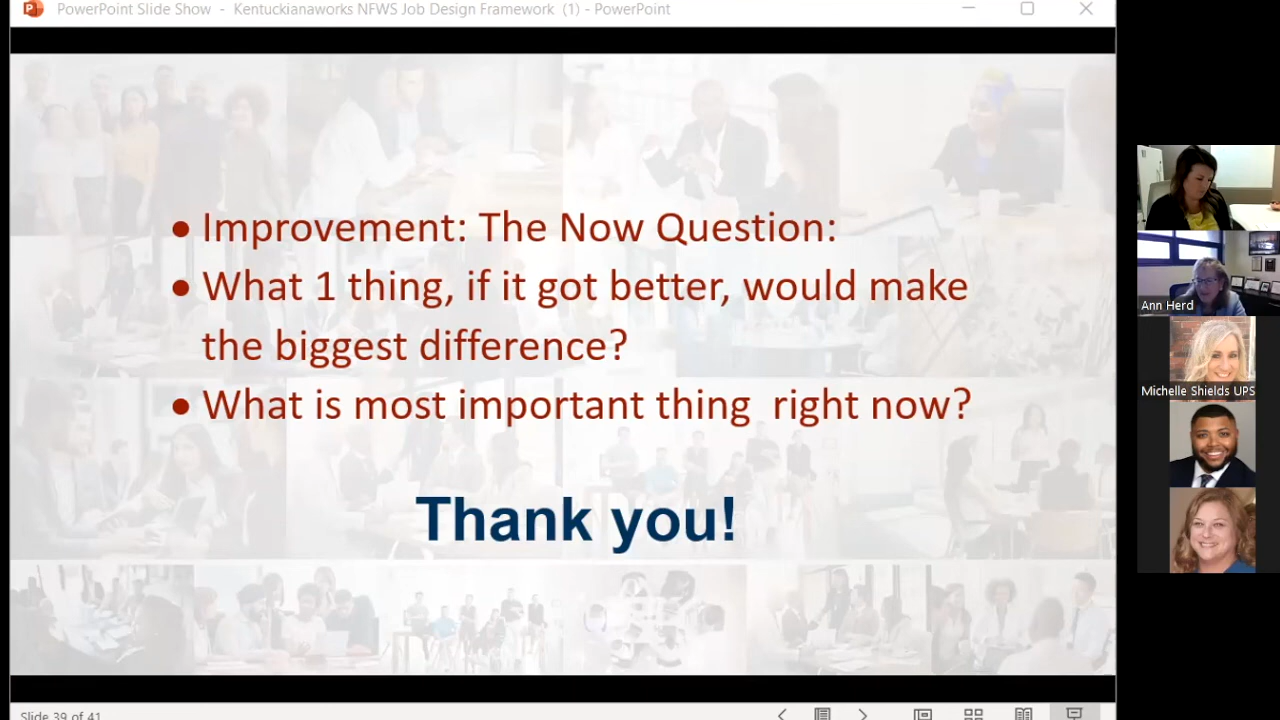 PowerPoint Slide Show - Kentuckianaworks NFWS Job Design Framework (1) - PowerPoint
• Improvement: The Now Question:
• What 1 thing, if it got better, would make
the biggest difference?
• What is most important thing right now?
Thank you!
Ann Herd
Michelle Shields UPS
Slide 39 of 41